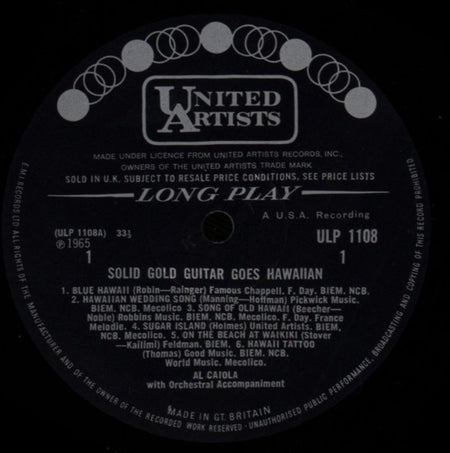 UNITED
ARTISTS
MADE UNDER LICENCE FROM UNITED ARTISTS RECORDS, INC.,
OWNERS OF THE UNITED ARTISTS TRADE MARK
SOLD IN U.K. SUBJECT TO RESALE PRICE CONDITIONS, SEE PRICE LISTS
LONG PLAY
A U.S.A. Recording
(ULP 1108A) 33⅓
ULP 1108
℗1965
1
1
SOLID GOLD GUITAR GOES HAWAIIAN
1. BLUE HAWAII (Robin—Rainger) Famous Chappell. F. Day. BIEM. NCB.
2. HAWAIIAN WEDDING SONG (Manning—Hoffman) Pickwick Music.
BIEM. NCB. Mecolico. 3. SONG OF OLD HAWAII (Beecher—
Noble) Robbins Music. BIEM. NCB. Mecolico. F. Day. France
Melodie. 4. SUGAR ISLAND (Holmes) United Artists. BIEM.
NCB. Mecolico. 5. ON THE BEACH AT WAIKIKI (Stover
—Kailimi) Feldman. BIEM. 6. HAWAII TATTOO
(Thomas) Good Music. BIEM. NCB.
World Music. Mecolico.
AL CAIOLA
with Orchestral Accompaniment
MADE IN GT. BRITAIN
E.M.I RECORDS LTD ALL RIGHTS OF THE MANUFACTURER AND OF THE OWNER OF THE RECORDED WORK RESERVED - UNAUTHORISED PUBLIC PERFORMANCE, BROADCASTING AND COPYING OF THIS RECORD PROHIBITED